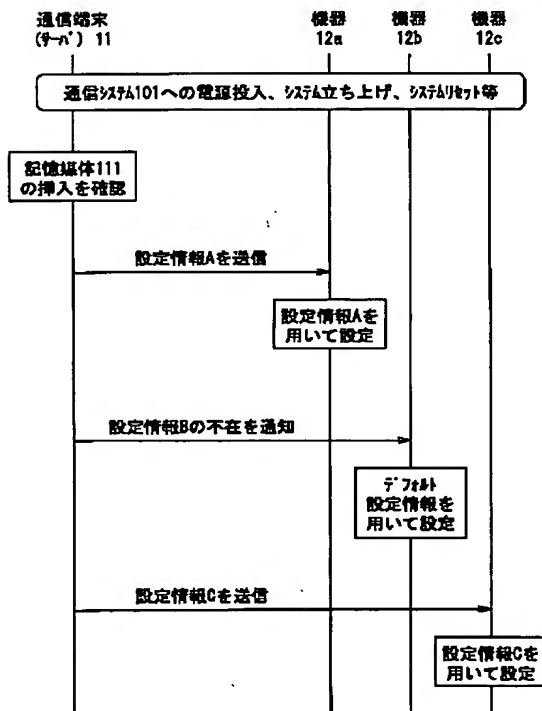 通信端末
(ｻｰﾊﾞ) 11
機器
12a
機器
12b
機器
12c
通信ｼｽﾃﾑ101への電源投入、ｼｽﾃﾑ立ち上げ、ｼｽﾃﾑﾘｾｯﾄ等
記憶媒体111
の挿入を確認
設定情報Aを送信
設定情報Aを
用いて設定
設定情報Bの不在を通知
ﾃﾞﾌｫﾙﾄ
設定情報を
用いて設定
設定情報Cを送信
設定情報Cを
用いて設定